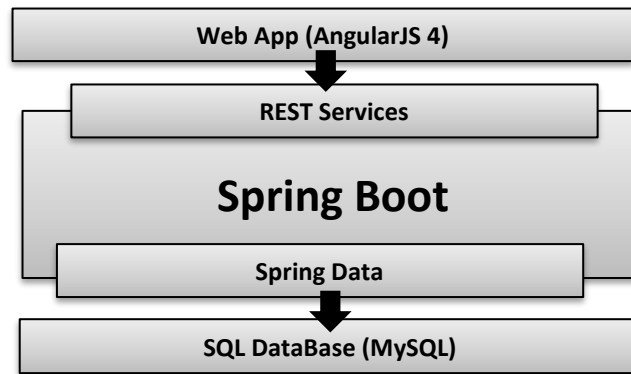 Web App (AngularJS 4)
REST Services
Spring Boot
Spring Data
SQL DataBase (MySQL)